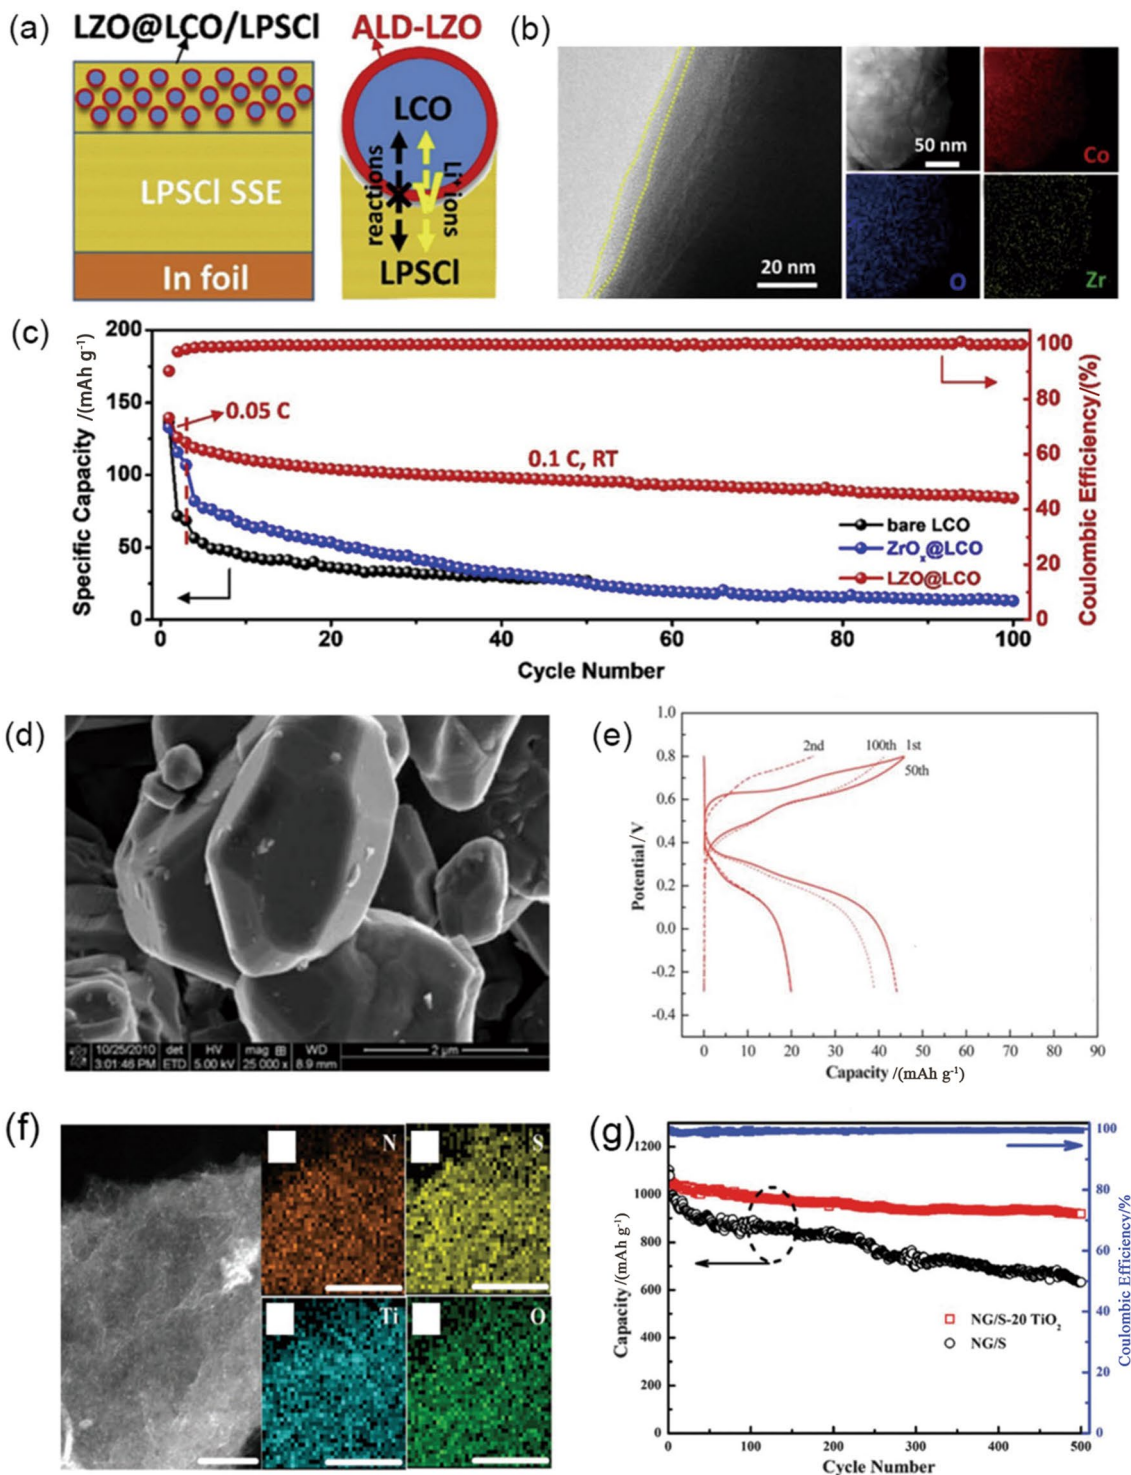 (a)
LZO@LCO/LPSCl
LPSCl SSE
In foil
ALD-LZO
LCO
reactions
Li⁺ ions
LPSCl
(b)
20 nm
50 nm
Co
O
Zr
(c)
Specific Capacity /(mAh g⁻¹)
200
150
100
50
0
0.05 C
0.1 C, RT
bare LCO
ZrOₓ@LCO
LZO@LCO
100
80
60
40
20
0
Coulombic Efficiency/(%)
0 20 40 60 80 100
Cycle Number
(d)
10/25/2010 det HV mag WD
3:01:46 PM ETD 5.00 kV 25 000 x 8.9 mm
2 μm
(e)
Potential/V
1.0
0.8
0.6
0.4
0.2
0.0
-0.2
-0.4
2nd 100th 1st
50th
0 10 20 30 40 50 60 70 80 90
Capacity /(mAh g⁻¹)
(f)
N
S
Ti
O
(g)
Capacity /(mAh g⁻¹)
1200
1000
800
600
400
200
0
NG/S-20 TiO₂
NG/S
100
80
60
40
20
0
Coulombic Efficiency/%
0 100 200 300 400 500
Cycle Number